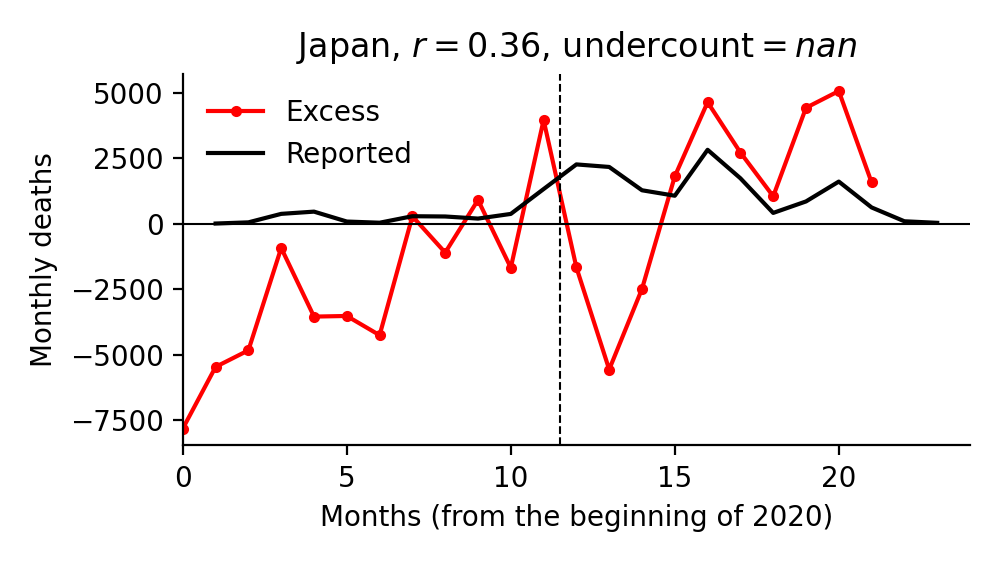 Japan, r = 0.36, undercount = nan
Excess
Reported
5000
2500
0
−2500
−5000
−7500
Monthly deaths
0 5 10 15 20
Months (from the beginning of 2020)